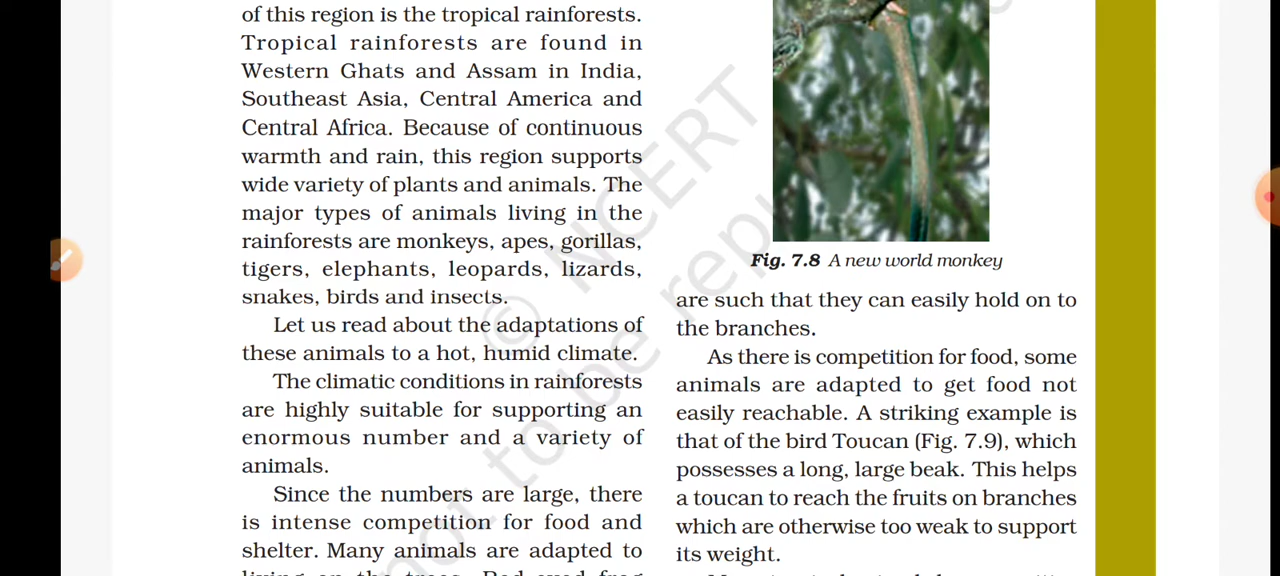 of this region is the tropical rainforests.
Tropical rainforests are found in
Western Ghats and Assam in India,
Southeast Asia, Central America and
Central Africa. Because of continuous
warmth and rain, this region supports
wide variety of plants and animals. The
major types of animals living in the
rainforests are monkeys, apes, gorillas,
tigers, elephants, leopards, lizards,
snakes, birds and insects.
Let us read about the adaptations of
these animals to a hot, humid climate.
The climatic conditions in rainforests
are highly suitable for supporting an
enormous number and a variety of
animals.
Since the numbers are large, there
is intense competition for food and
shelter. Many animals are adapted to
Fig. 7.8 A new world monkey
are such that they can easily hold on to
the branches.
As there is competition for food, some
animals are adapted to get food not
easily reachable. A striking example is
that of the bird Toucan (Fig. 7.9), which
possesses a long, large beak. This helps
a toucan to reach the fruits on branches
which are otherwise too weak to support
its weight.
© NCERT
not to be repu